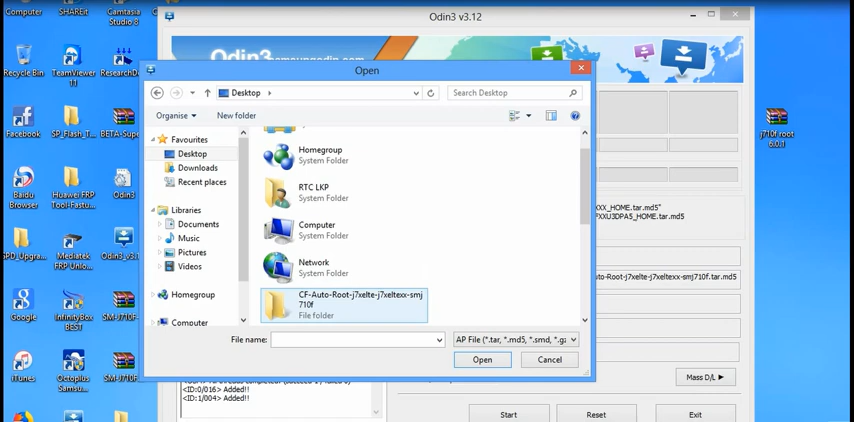 Computer
SHAREit
Camtasia
Studio 8
Recycle Bin
TeamViewer
11
ResearchD...
Facebook
SP_Flash_T...
BETA-Supe
Baidu
Browser
Huawei FRP
Tool-Fastu...
Odin3
SPD_Upgra...
Mediatek
FRP Unlo...
Odin3_v3.1
Google
InfinityBox
BEST
SM-J710F
iTunes
Octoplus
Samsu...
SM-J710F
Odin3 v3.12
Odin3
Open
Desktop
Search Desktop
Organise
New folder
Favourites
Desktop
Downloads
Recent places
Libraries
Documents
Music
Pictures
Videos
Homegroup
Computer
Homegroup
System Folder
RTC LKP
System Folder
Computer
System Folder
Network
System Folder
CF-Auto-Root-j7xelte-j7xeltexx-smj
710f
File folder
File name:
AP File (*.tar, *.md5, *.smd, *.gz
Open
Cancel
XX_HOME.tar.md5"
FXXU3DPA5_HOME.tar.md5
uto-Root-j7xelte-j7xeltexx-smj710f.tar.md5
Mass D/L
<ID:0/016> Added!!
<ID:1/004> Added!!
Start
Reset
Exit
j710f root
6.0.1